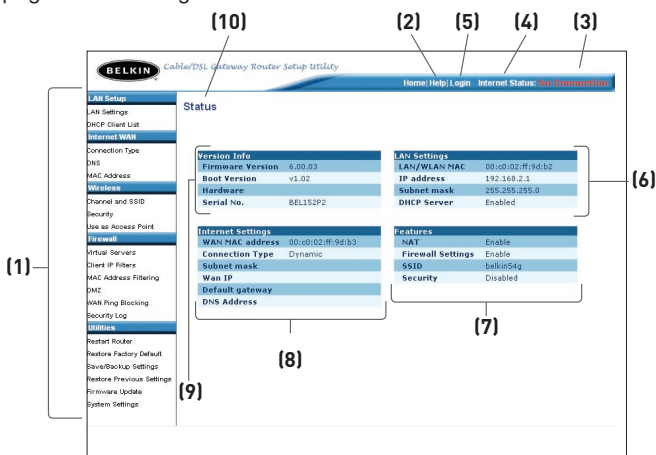 (10) (2) (5) (4) (3)
BELKIN Cable/DSL Gateway Router Setup Utility
Home|Help|Login Internet Status: No Connection
LAN Setup
LAN Settings
DHCP Client List
Internet WAN
Connection Type
DNS
MAC Address
Wireless
Channel and SSID
Security
Use as Access Point
Firewall
Virtual Servers
Client IP Filters
MAC Address Filtering
DMZ
WAN Ping Blocking
Security Log
Utilities
Restart Router
Restore Factory Default
Save/Backup Settings
Restore Previous Settings
Firmware Update
System Settings
(1)
Status
Version Info
Firmware Version 6.00.03
Boot Version v1.02
Hardware
Serial No. BEL152P2
(9)
LAN Settings
LAN/WLAN MAC 00:c0:02:ff:9d:b2
IP address 192.168.2.1
Subnet mask 255.255.255.0
DHCP Server Enabled
(6)
Internet Settings
WAN MAC address 00:c0:02:ff:9d:b3
Connection Type Dynamic
Subnet mask
Wan IP
Default gateway
DNS Address
(8)
Features
NAT Enable
Firewall Settings Enable
SSID belkin54g
Security Disabled
(7)